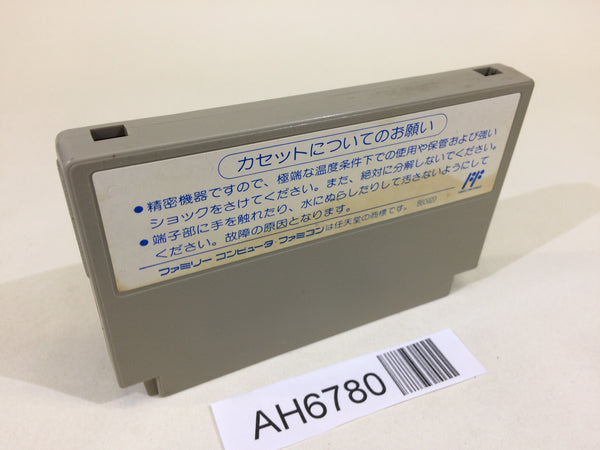 カセットについてのお願い
●精密機器ですので、極端な温度条件下での使用や保管および強い
ショックをさけてください。また、絶対に分解しないでください。
●端子部に手を触れたり、水にぬらしたりして汚さないようにして
ください。故障の原因となります。
ファミリー コンピュータ・ファミコンは任天堂の商標です。
AH6780